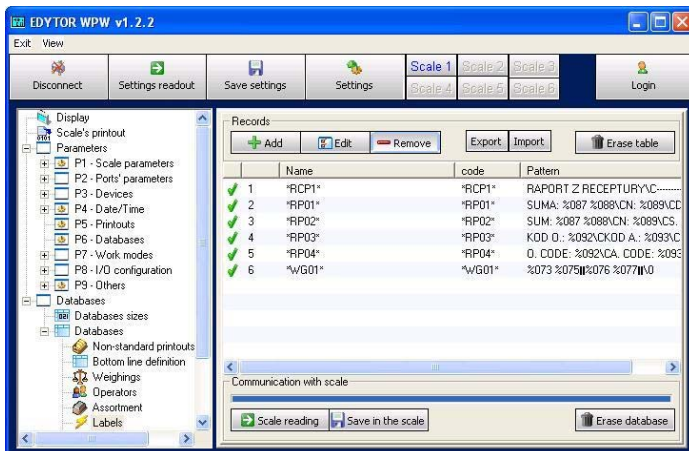 EDYTOR WPW v1.2.2
Exit View
Disconnect Settings readout Save settings Settings Scale 1 Scale 2 Scale 3 Scale 4 Scale 5 Scale 6 Login
Display
Scale's printout
Parameters
P1 - Scale parameters
P2 - Ports' parameters
P3 - Devices
P4 - Date/Time
P5 - Printouts
P6 - Databases
P7 - Work modes
P8 - I/O configuration
P9 - Others
Databases
Databases sizes
Databases
Non-standard printouts
Bottom line definition
Weighings
Operators
Assortment
Labels
Records
Add Edit Remove Export Import Erase table
Name code Pattern
1 *RCP1* *RCP1* RAPORT Z RECEPTURY\C--------
2 *RP01* *RP01* SUMA: %087 %088\CN: %089\CD
3 *RP02* *RP02* SUM: %087 %088\CN: %089\CS.
4 *RP03* *RP03* KOD O.: %092\CKOD A.: %093\C
5 *RP04* *RP04* O. CODE: %092\CA. CODE: %093
6 *WG01* *WG01* %073 %075||%076 %077||\0
Communication with scale
Scale reading Save in the scale Erase database